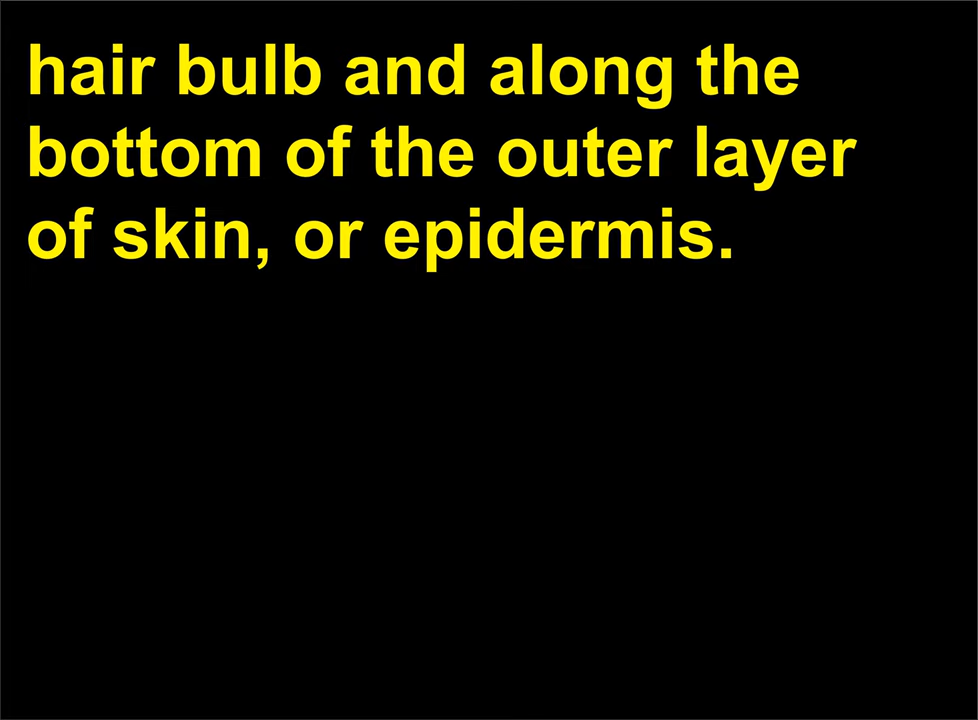 hair bulb and along the
bottom of the outer layer
of skin, or epidermis.